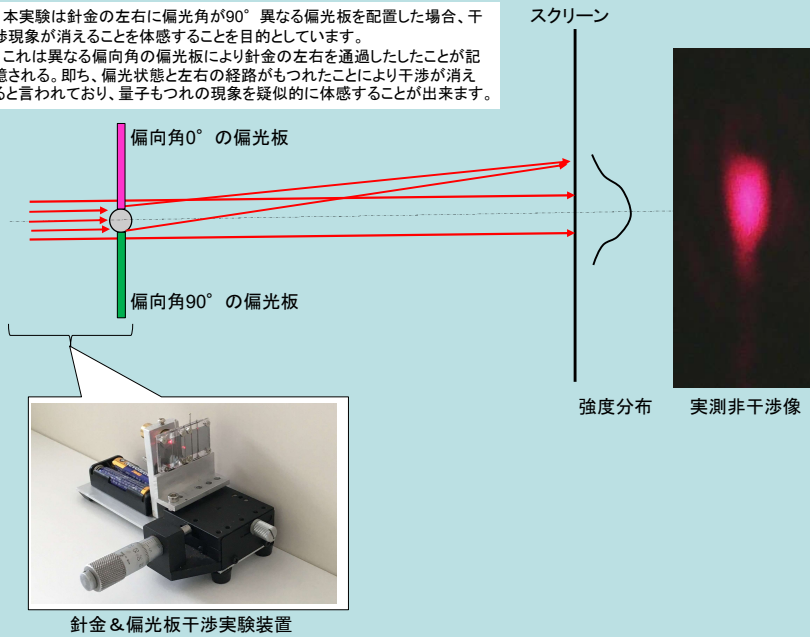 本実験は針金の左右に偏光角が90°異なる偏光板を配置した場合、干
渉現象が消えることを体感することを目的としています。
これは異なる偏向角の偏光板により針金の左右を通過したしたことが記
憶される。即ち、偏光状態と左右の経路がもつれたことにより干渉が消え
ると言われており、量子もつれの現象を疑似的に体感することが出来ます。
スクリーン
偏向角0°の偏光板
偏向角90°の偏光板
強度分布
実測非干渉像
針金&偏光板干渉実験装置